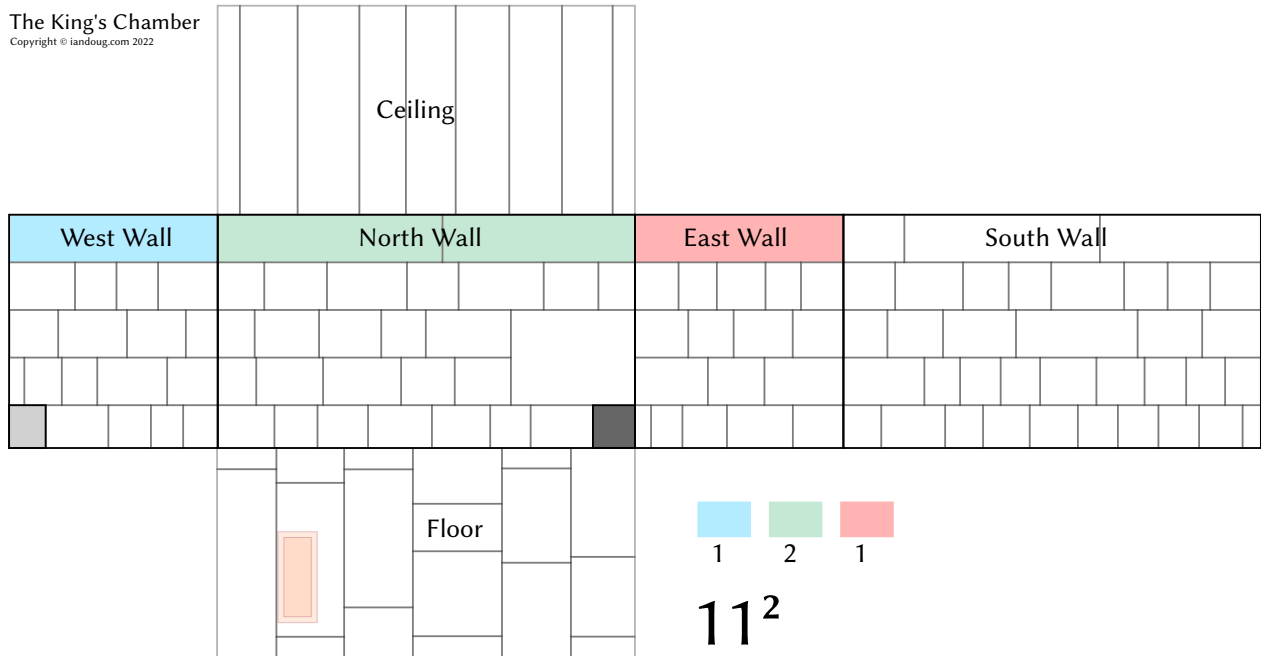 The King's Chamber
Copyright © iandoug.com 2022
Ceiling
West Wall
North Wall
East Wall
South Wall
Floor
1 2 1
11²